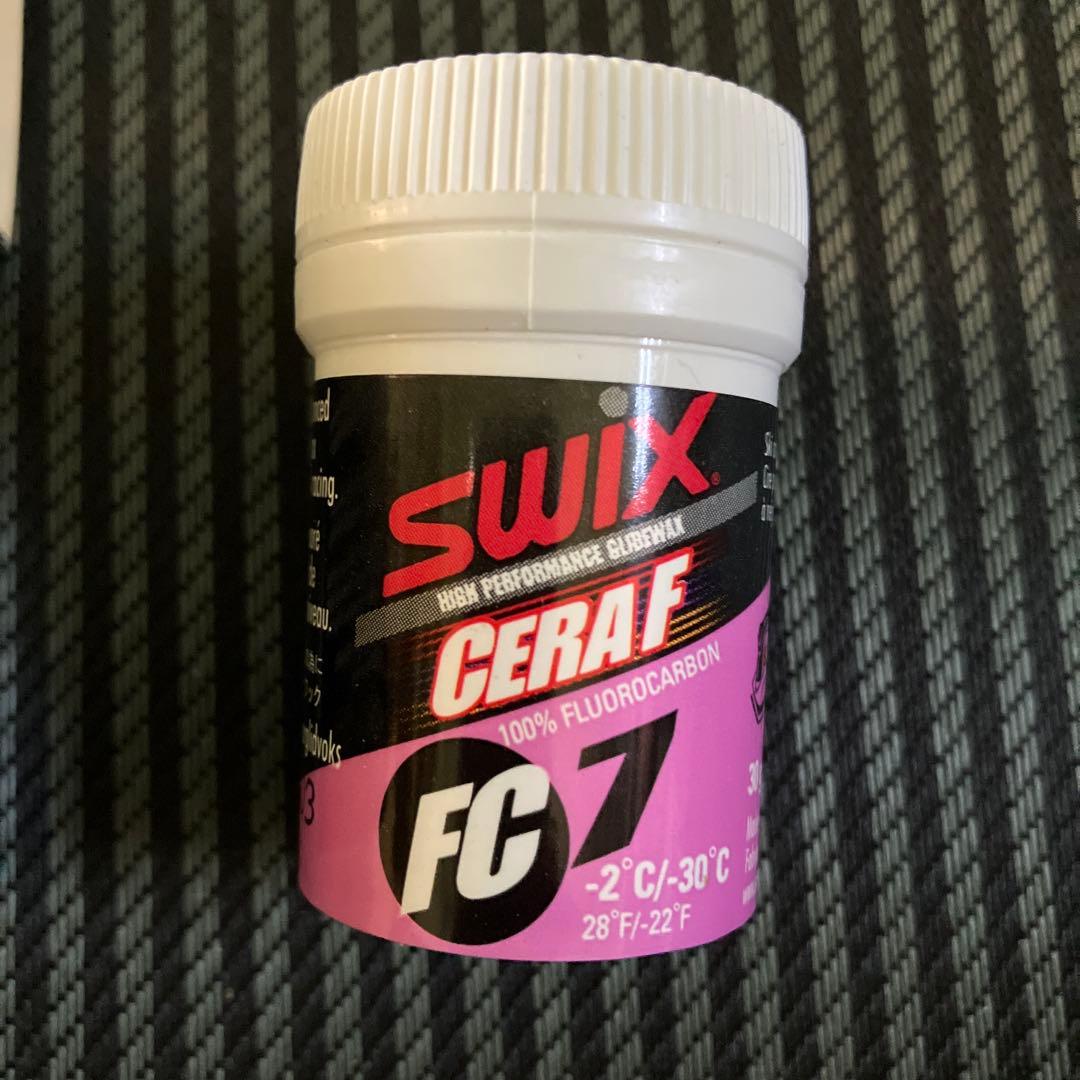 SWIX
HIGH PERFORMANCE GLIDEWAX
CERA F
100% FLUOROCARBON
FC 7
-2°C/-30°C
28°F/-22°F